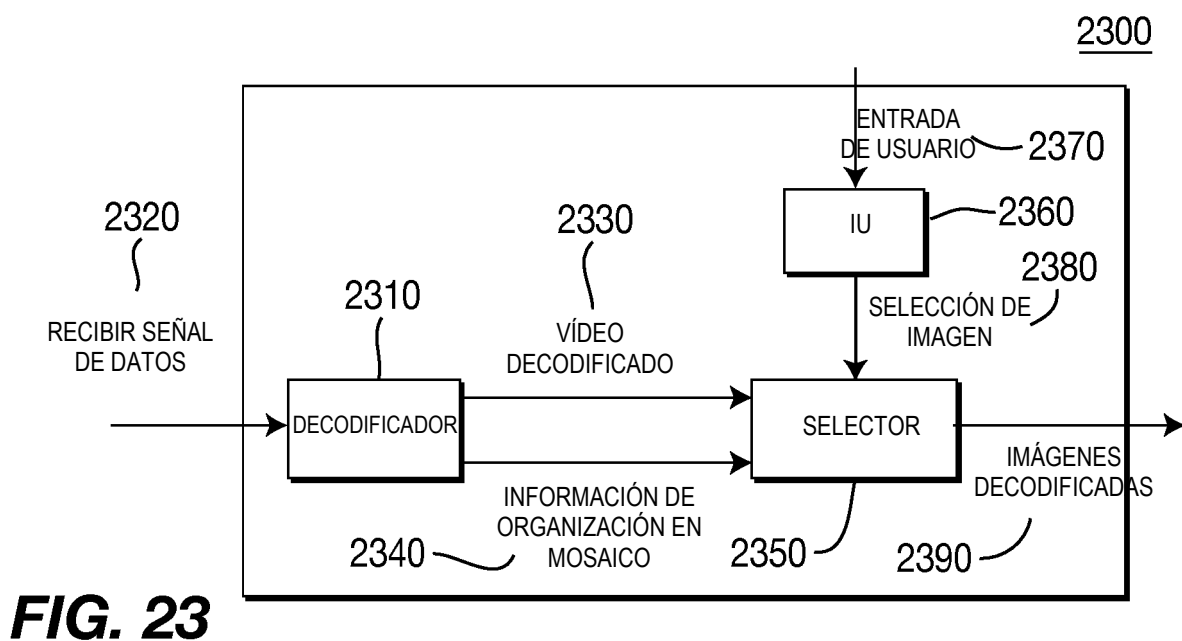 2300
ENTRADA
DE USUARIO
2370
2320
2330
IU
2360
2380
2310
RECIBIR SEÑAL
DE DATOS
VÍDEO
DECODIFICADO
SELECCIÓN DE
IMAGEN
DECODIFICADOR
SELECTOR
INFORMACIÓN DE
ORGANIZACIÓN EN
MOSAICO
IMÁGENES
DECODIFICADAS
2340
2350
2390
FIG. 23